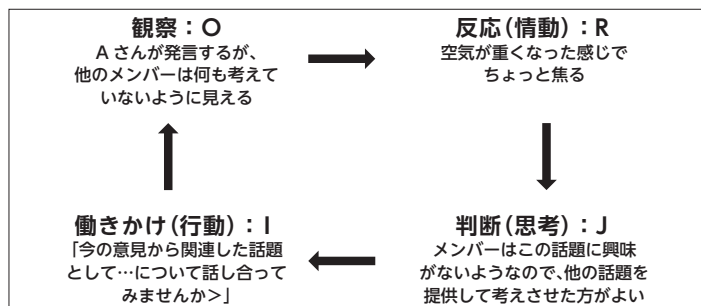 観察：O
Aさんが発言するが、
他のメンバーは何も考えて
いないように見える
反応（情動）：R
空気が重くなった感じで
ちょっと焦る
働きかけ（行動）：I
「今の意見から関連した話題
として…について話し合って
みませんか＞」
判断（思考）：J
メンバーはこの話題に興味
がないようなので、他の話題を
提供して考えさせた方がよい